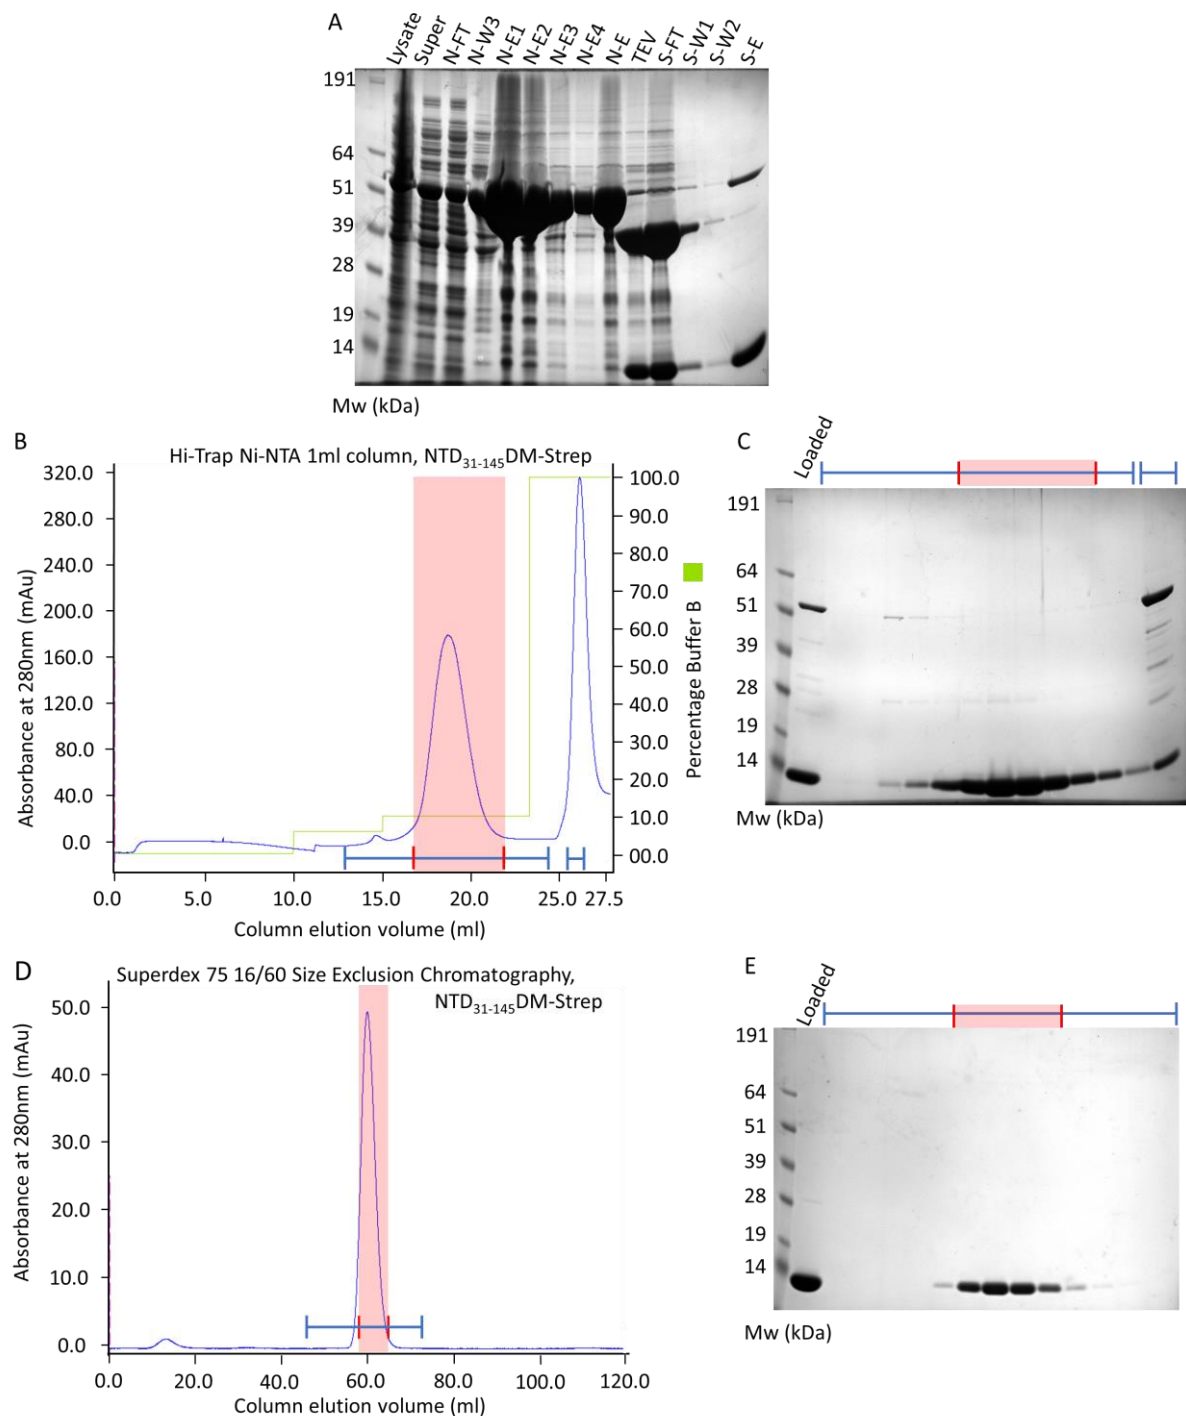 A
Lysate
Super
N-FT
N-W3
N-E1
N-E2
N-E3
N-E4
N-E
TEV
S-FT
S-W1
S-W2
S-E
191
64
51
39
28
19
14
Mw (kDa)
B
Hi-Trap Ni-NTA 1ml column, NTD₃₁₋₁₄₅DM-Strep
Absorbance at 280nm (mAu)
320.0
280.0
240.0
200.0
160.0
120.0
80.0
40.0
0.0
100.0
90.0
80.0
70.0
60.0
50.0
40.0
30.0
20.0
10.0
00.0
Percentage Buffer B
0.0 5.0 10.0 15.0 20.0 25.0 27.5
Column elution volume (ml)
C
Loaded
191
64
51
39
28
19
14
Mw (kDa)
D
Superdex 75 16/60 Size Exclusion Chromatography,
NTD₃₁₋₁₄₅DM-Strep
Absorbance at 280nm (mAu)
50.0
40.0
30.0
20.0
10.0
0.0
0.0 20.0 40.0 60.0 80.0 100.0 120.0
Column elution volume (ml)
E
Loaded
191
64
51
39
28
19
14
Mw (kDa)